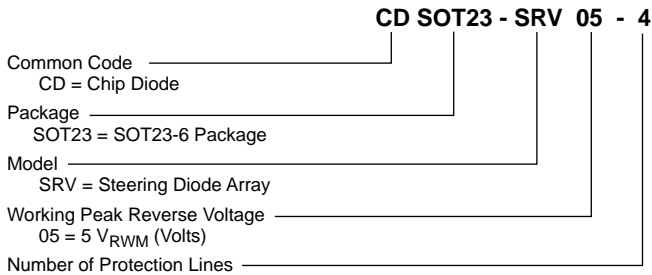 CD SOT23 - SRV 05 - 4
Common Code
CD = Chip Diode
Package
SOT23 = SOT23-6 Package
Model
SRV = Steering Diode Array
Working Peak Reverse Voltage
05 = 5 VRWM (Volts)
Number of Protection Lines